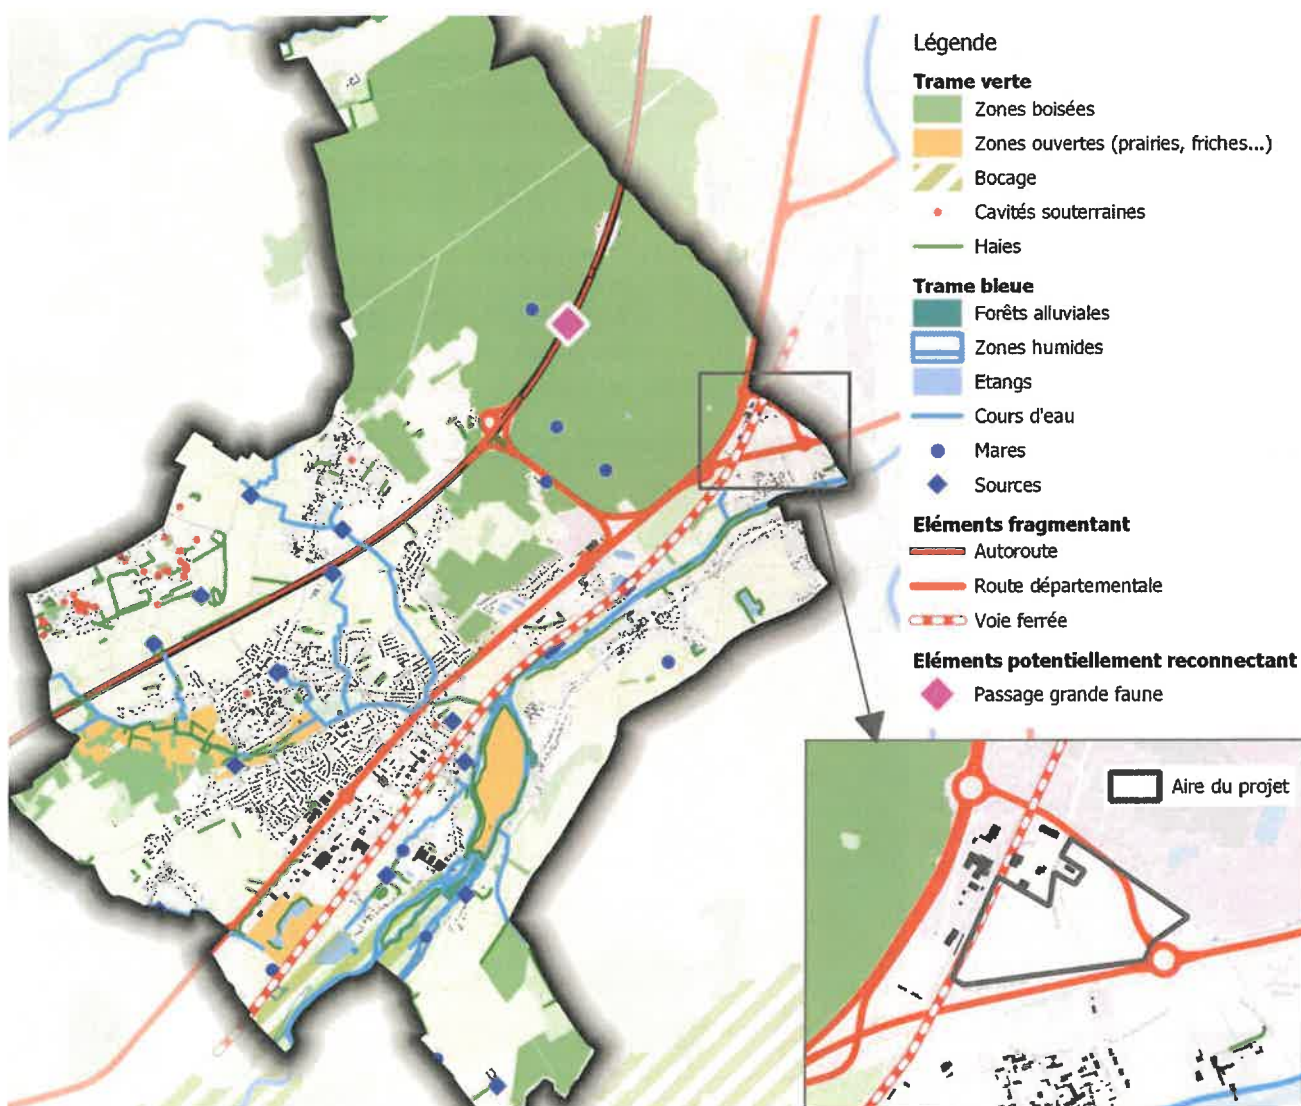 Légende
Trame verte
Zones boisées
Zones ouvertes (prairies, friches...)
Bocage
Cavités souterraines
Haies
Trame bleue
Forêts alluviales
Zones humides
Etangs
Cours d'eau
Mares
Sources
Eléments fragmentant
Autoroute
Route départementale
Voie ferrée
Eléments potentiellement reconnectant
Passage grande faune
Aire du projet